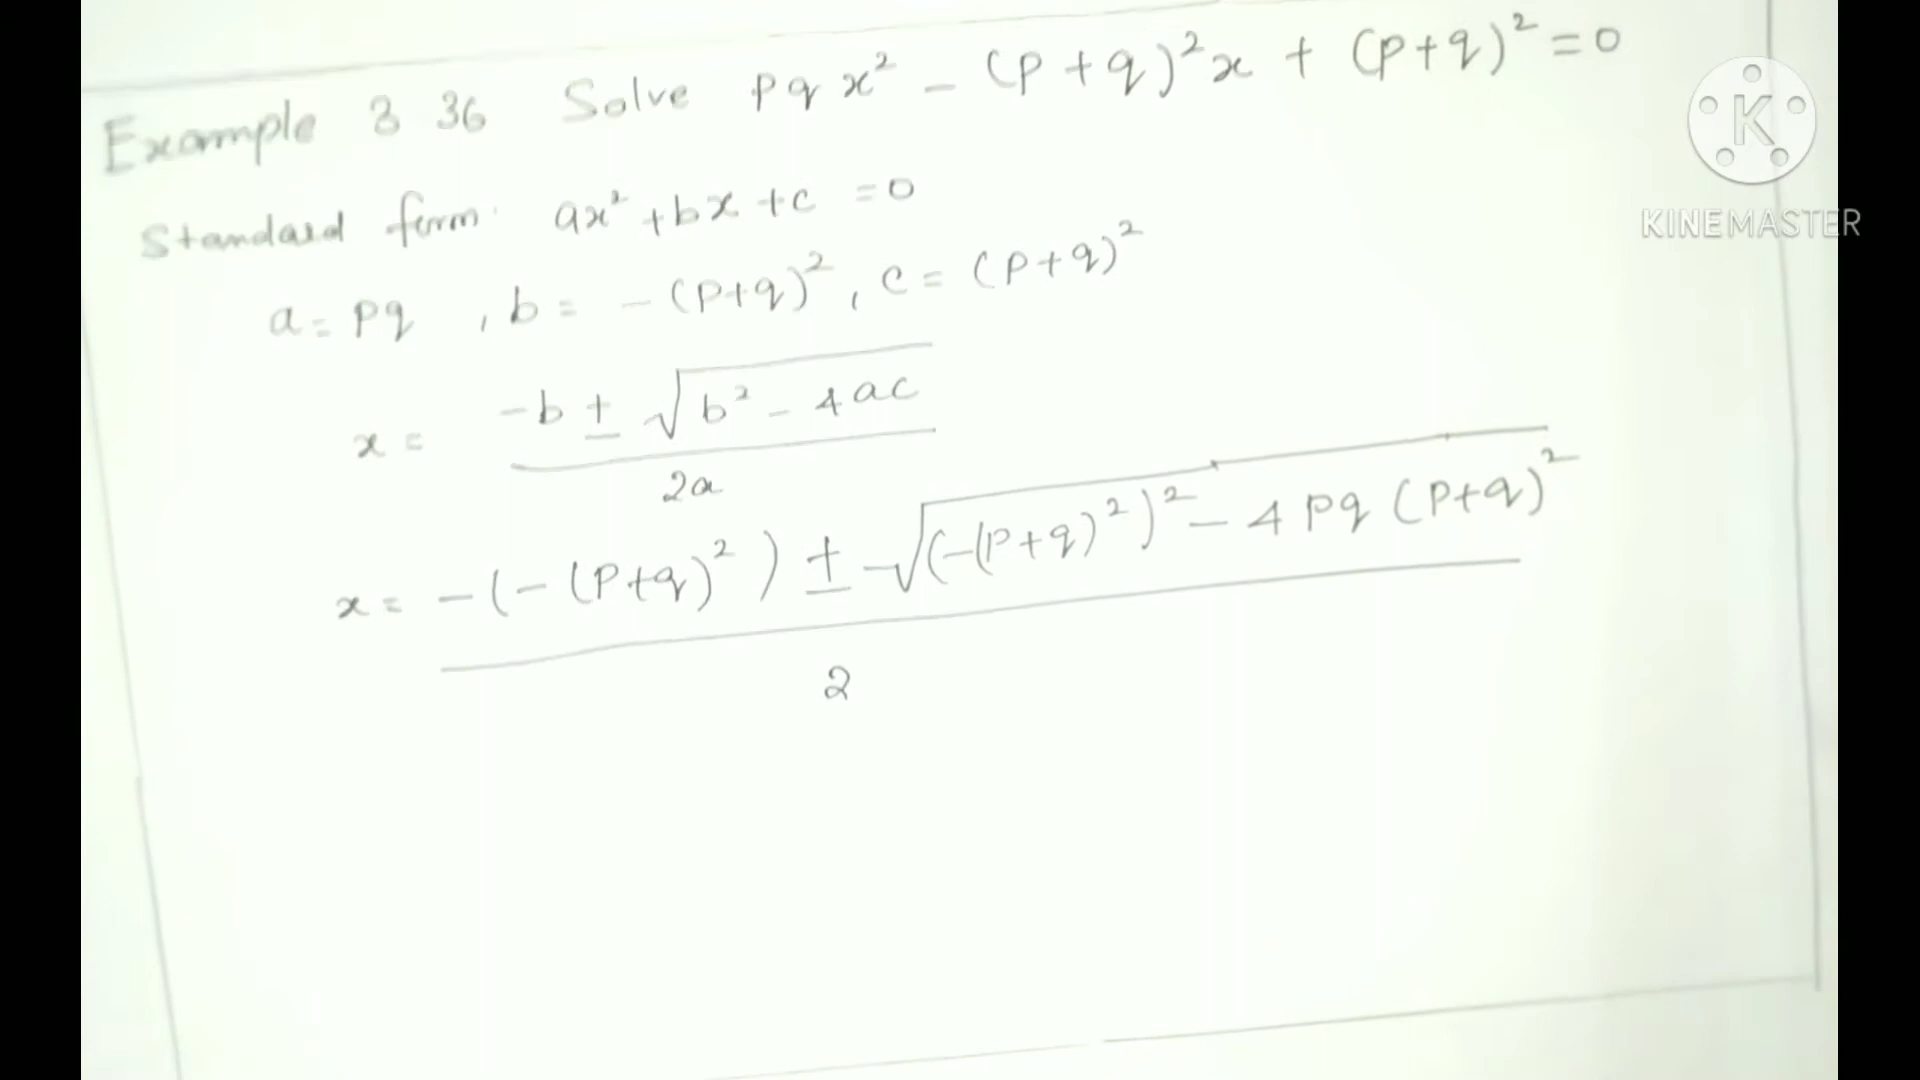 Example 3 36 Solve pqx² - (p+q)²x + (p+q)² = 0
Standard form ax² + bx + c = 0
a = pq , b = -(p+q)², c = (p+q)²
x = (-b ± √(b² - 4ac)) / 2a
x = (-(-(p+q)²) ± √((-(p+q)²)² - 4pq(p+q)²)) / 2
K
KINEMASTER